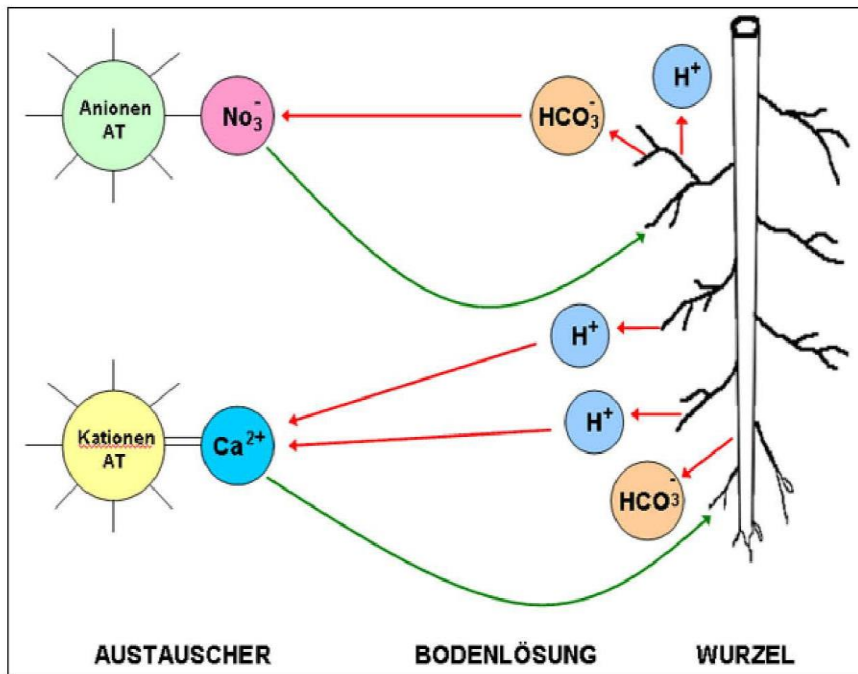 Anionen
AT
No₃⁻
HCO₃⁻
H⁺
H⁺
Kationen
AT
Ca²⁺
H⁺
HCO₃⁻
AUSTAUSCHER
BODENLÖSUNG
WURZEL